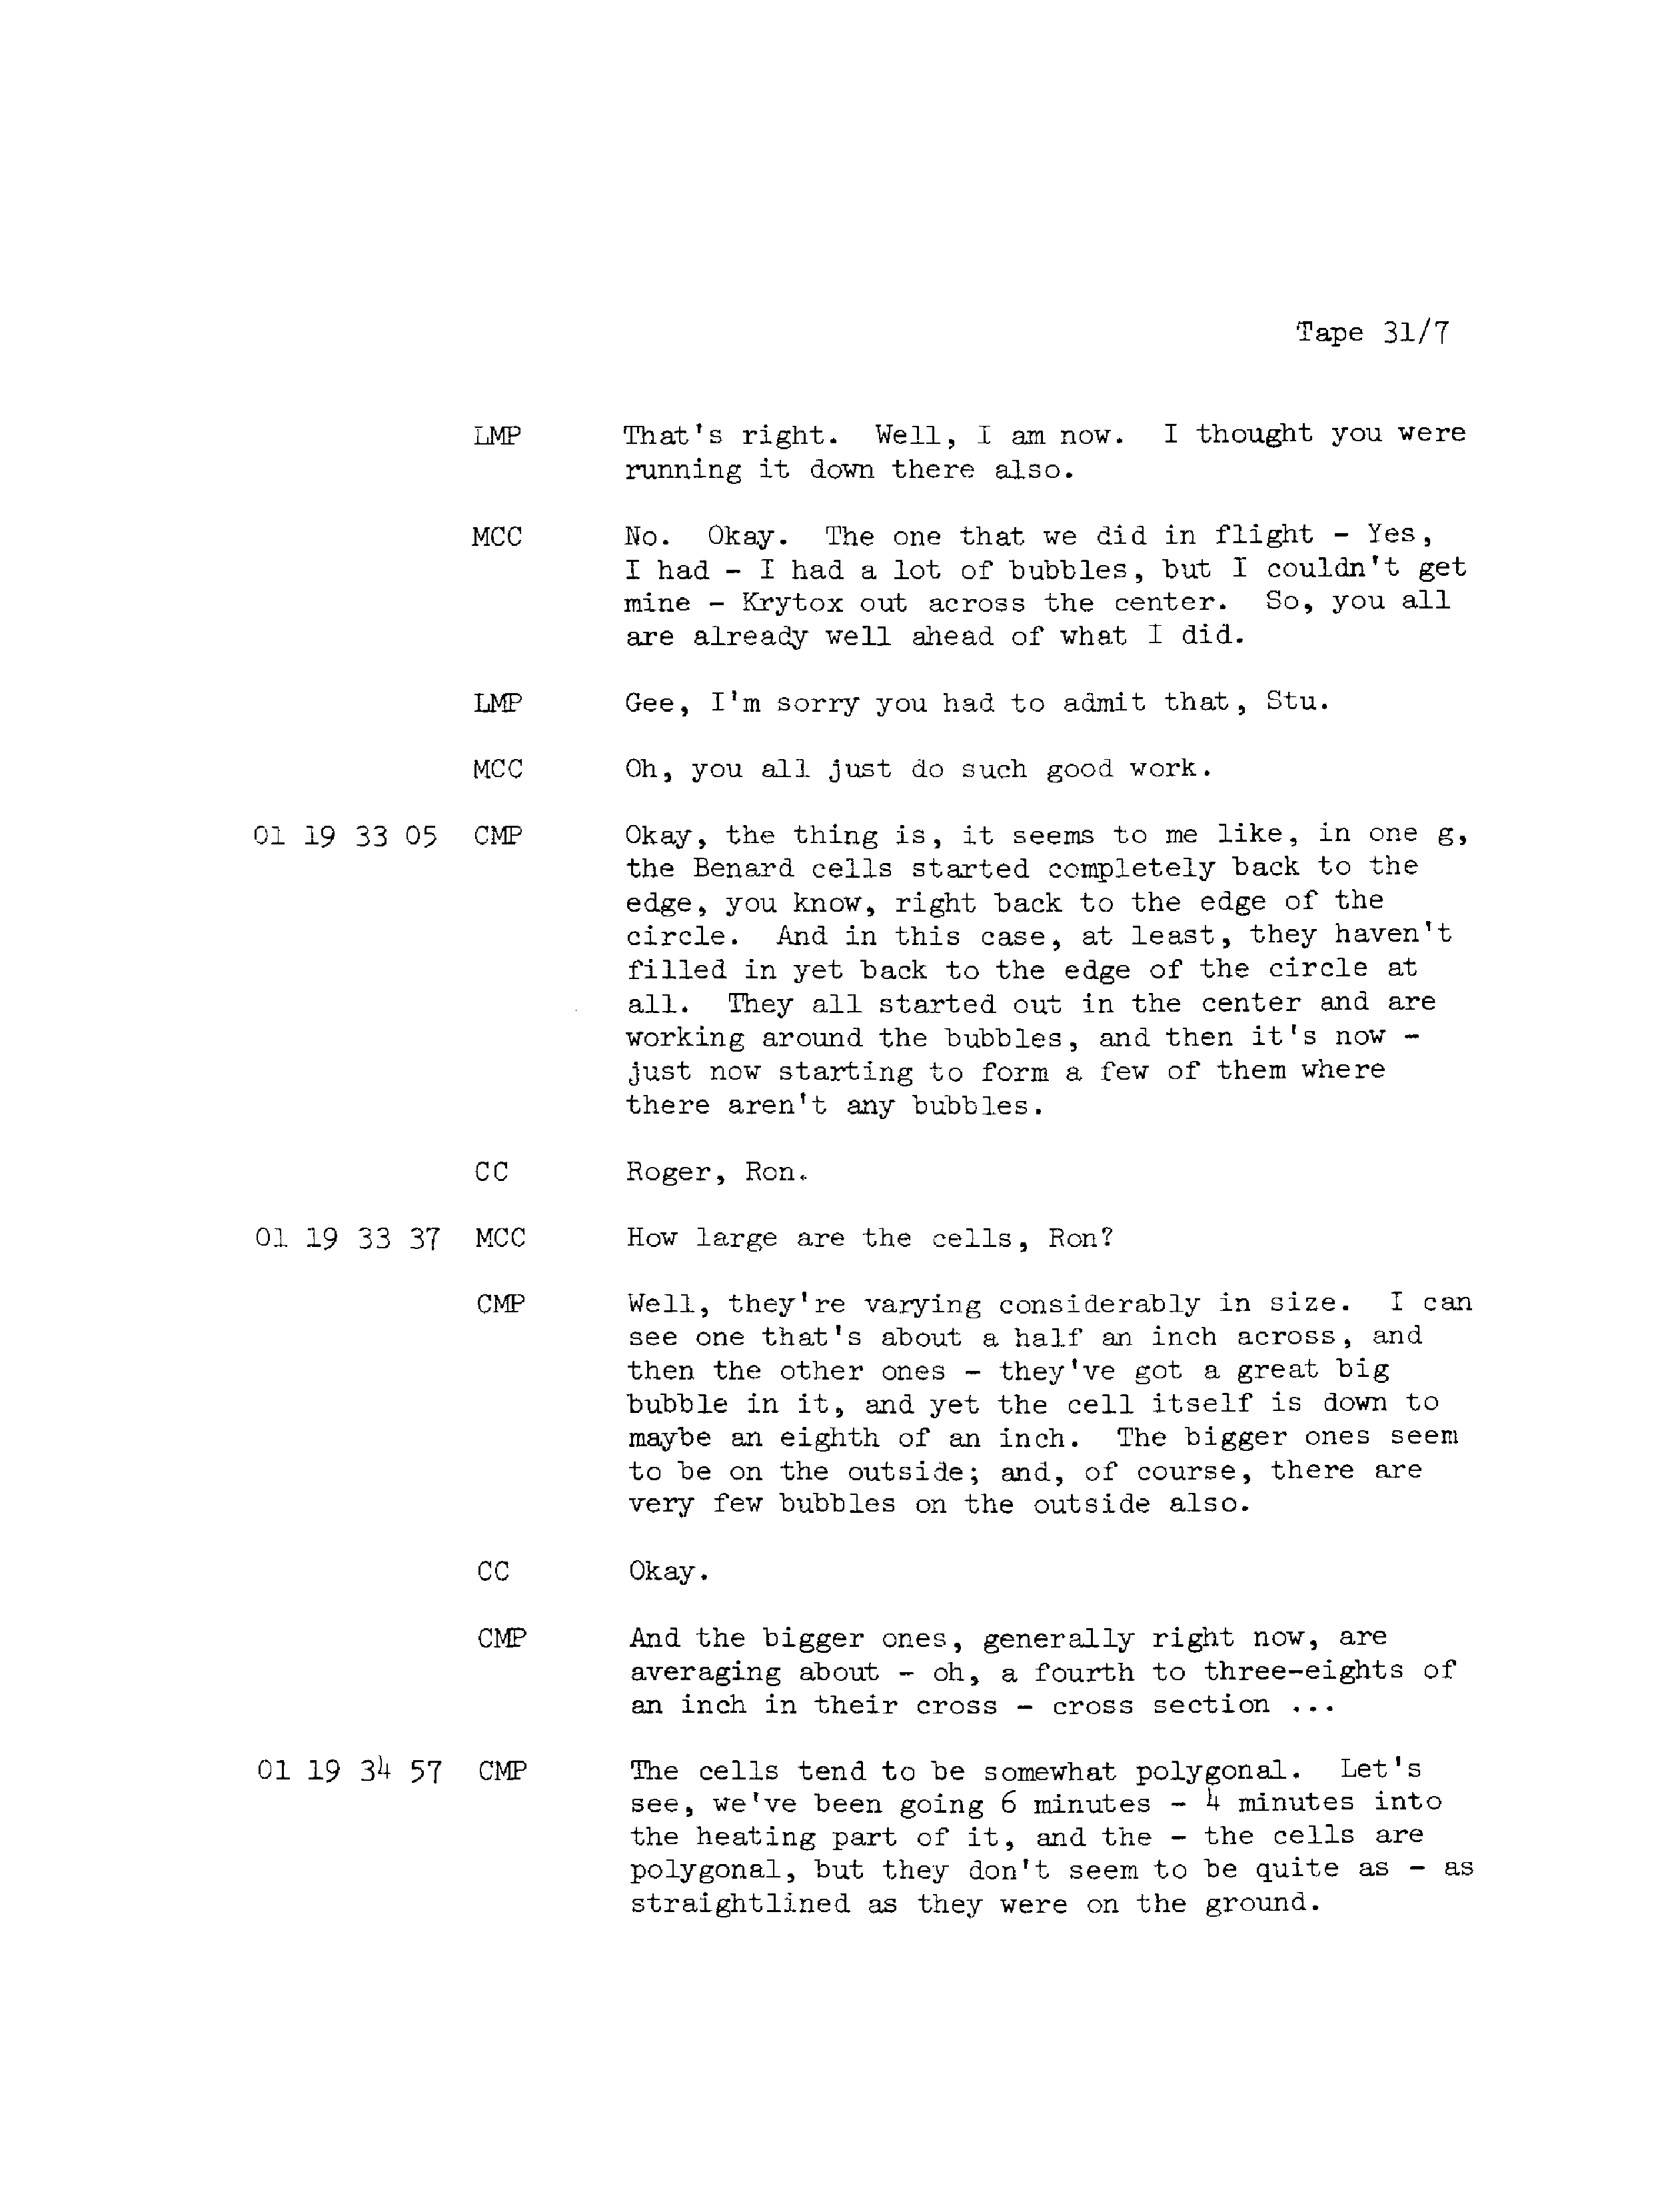 Tape 31/7
LMP That's right. Well, I am now. I thought you were
running it down there also.
MCC No. Okay. The one that we did in flight - Yes,
I had - I had a lot of bubbles, but I couldn't get
mine - Krytox out across the center. So, you all
are already well ahead of what I did.
LMP Gee, I'm sorry you had to admit that, Stu.
MCC Oh, you all just do such good work.
01 19 33 05 CMP Okay, the thing is, it seems to me like, in one g,
the Benard cells started completely back to the
edge, you know, right back to the edge of the
circle. And in this case, at least, they haven't
filled in yet back to the edge of the circle at
all. They all started out in the center and are
working around the bubbles, and then it's now -
just now starting to form a few of them where
there aren't any bubbles.
CC Roger, Ron.
01 19 33 37 MCC How large are the cells, Ron?
CMP Well, they're varying considerably in size. I can
see one that's about a half an inch across, and
then the other ones - they've got a great big
bubble in it, and yet the cell itself is down to
maybe an eighth of an inch. The bigger ones seem
to be on the outside; and, of course, there are
very few bubbles on the outside also.
CC Okay.
CMP And the bigger ones, generally right now, are
averaging about - oh, a fourth to three-eights of
an inch in their cross - cross section ...
01 19 34 57 CMP The cells tend to be somewhat polygonal. Let's
see, we've been going 6 minutes - 4 minutes into
the heating part of it, and the - the cells are
polygonal, but they don't seem to be quite as - as
straightlined as they were on the ground.